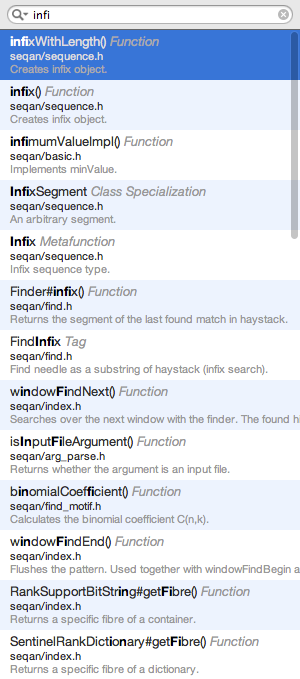 infi
infixWithLength() Function
seqan/sequence.h
Creates infix object.
infix() Function
seqan/sequence.h
Creates infix object.
infimumValueImpl() Function
seqan/basic.h
Implements minValue.
InfixSegment Class Specialization
seqan/sequence.h
An arbitrary segment.
Infix Metafunction
seqan/sequence.h
Infix sequence type.
Finder#infix() Function
seqan/find.h
Returns the segment of the last found match in haystack.
FindInfix Tag
seqan/find.h
Find needle as a substring of haystack (infix search).
windowFindNext() Function
seqan/index.h
Searches over the next window with the finder. The found hi
isInputFileArgument() Function
seqan/arg_parse.h
Returns whether the argument is an input file.
binomialCoefficient() Function
seqan/find_motif.h
Calculates the binomial coefficient C(n,k).
windowFindEnd() Function
seqan/index.h
Flushes the pattern. Used together with windowFindBegin a
RankSupportBitString#getFibre() Function
seqan/index.h
Returns a specific fibre of a container.
SentinelRankDictionary#getFibre() Function
seqan/index.h
Returns a specific fibre of a dictionary.